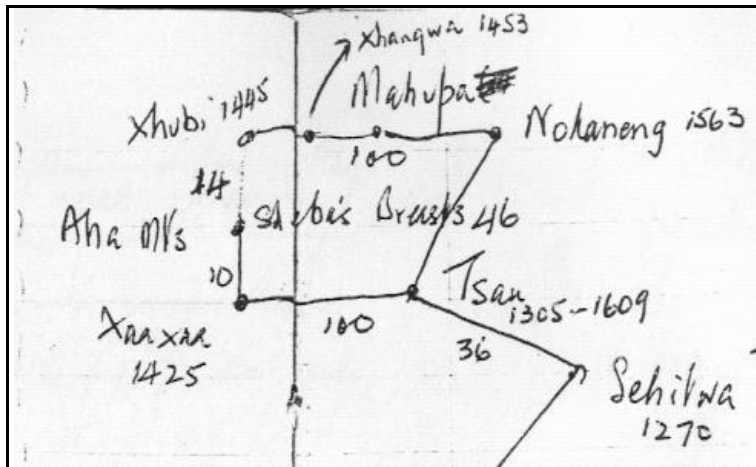 Xhangwa 1453
Mahupa
Xhubi 1445
Nokaneng 1563
100
14
Aha Mts
Sheba's Breasts
46
10
Tsau
1305-1609
Xaaxaa
1425
100
36
Sehitwa
1270